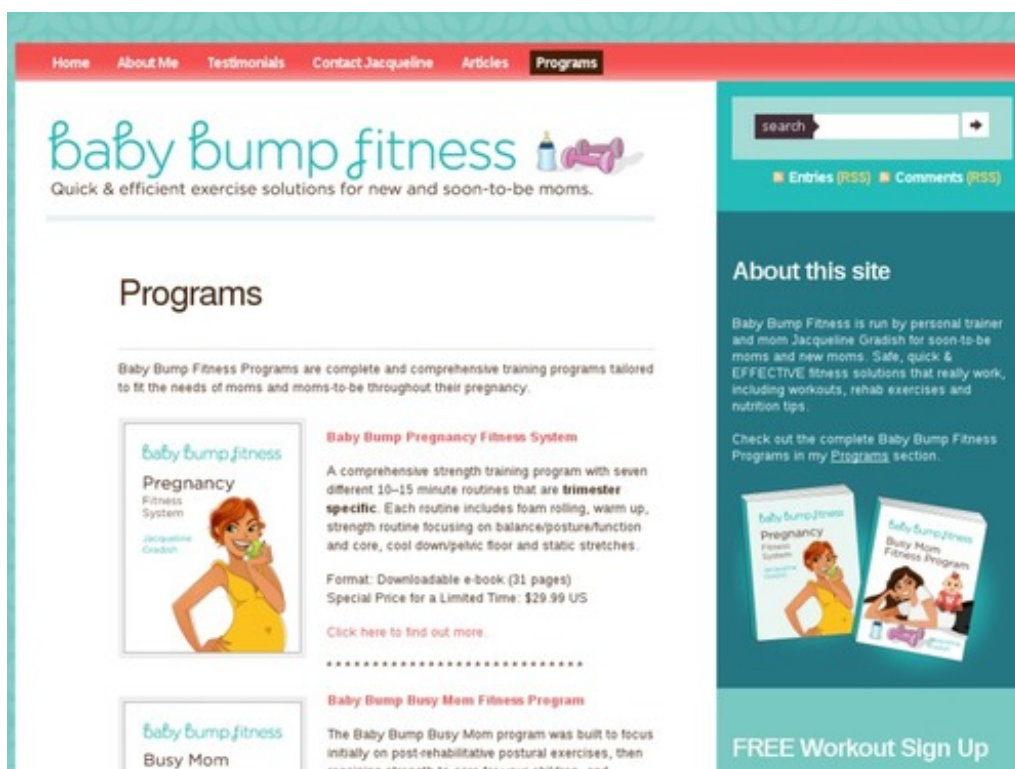 Home About Me Testimonials Contact Jacqueline Articles Programs
baby bump fitness
Quick & efficient exercise solutions for new and soon-to-be moms.
Programs
Baby Bump Fitness Programs are complete and comprehensive training programs tailored
to fit the needs of moms and moms-to-be throughout their pregnancy.
baby bump fitness
Pregnancy
Fitness
System
Jacqueline
Gradish
Baby Bump Pregnancy Fitness System
A comprehensive strength training program with seven
different 10–15 minute routines that are trimester
specific. Each routine includes foam rolling, warm up,
strength routine focusing on balance/posture/function
and core, cool down/pelvic floor and static stretches.
Format: Downloadable e-book (31 pages)
Special Price for a Limited Time: $29.99 US
Click here to find out more.
* * * * * * * * * * * * * * * * * * * * * * * * * * * *
baby bump fitness
Busy Mom
Baby Bump Busy Mom Fitness Program
The Baby Bump Busy Mom program was built to focus
initially on post-rehabilitative postural exercises, then
search
Entries (RSS) Comments (RSS)
About this site
Baby Bump Fitness is run by personal trainer
and mom Jacqueline Gradish for soon-to-be
moms and new moms. Safe, quick &
EFFECTIVE fitness solutions that really work,
including workouts, rehab exercises and
nutrition tips.
Check out the complete Baby Bump Fitness
Programs in my Programs section.
baby bump fitness
Pregnancy
Fitness
System
Jacqueline
Gradish
baby bump fitness
Busy Mom
Fitness Program
Jacqueline
Gradish
FREE Workout Sign Up